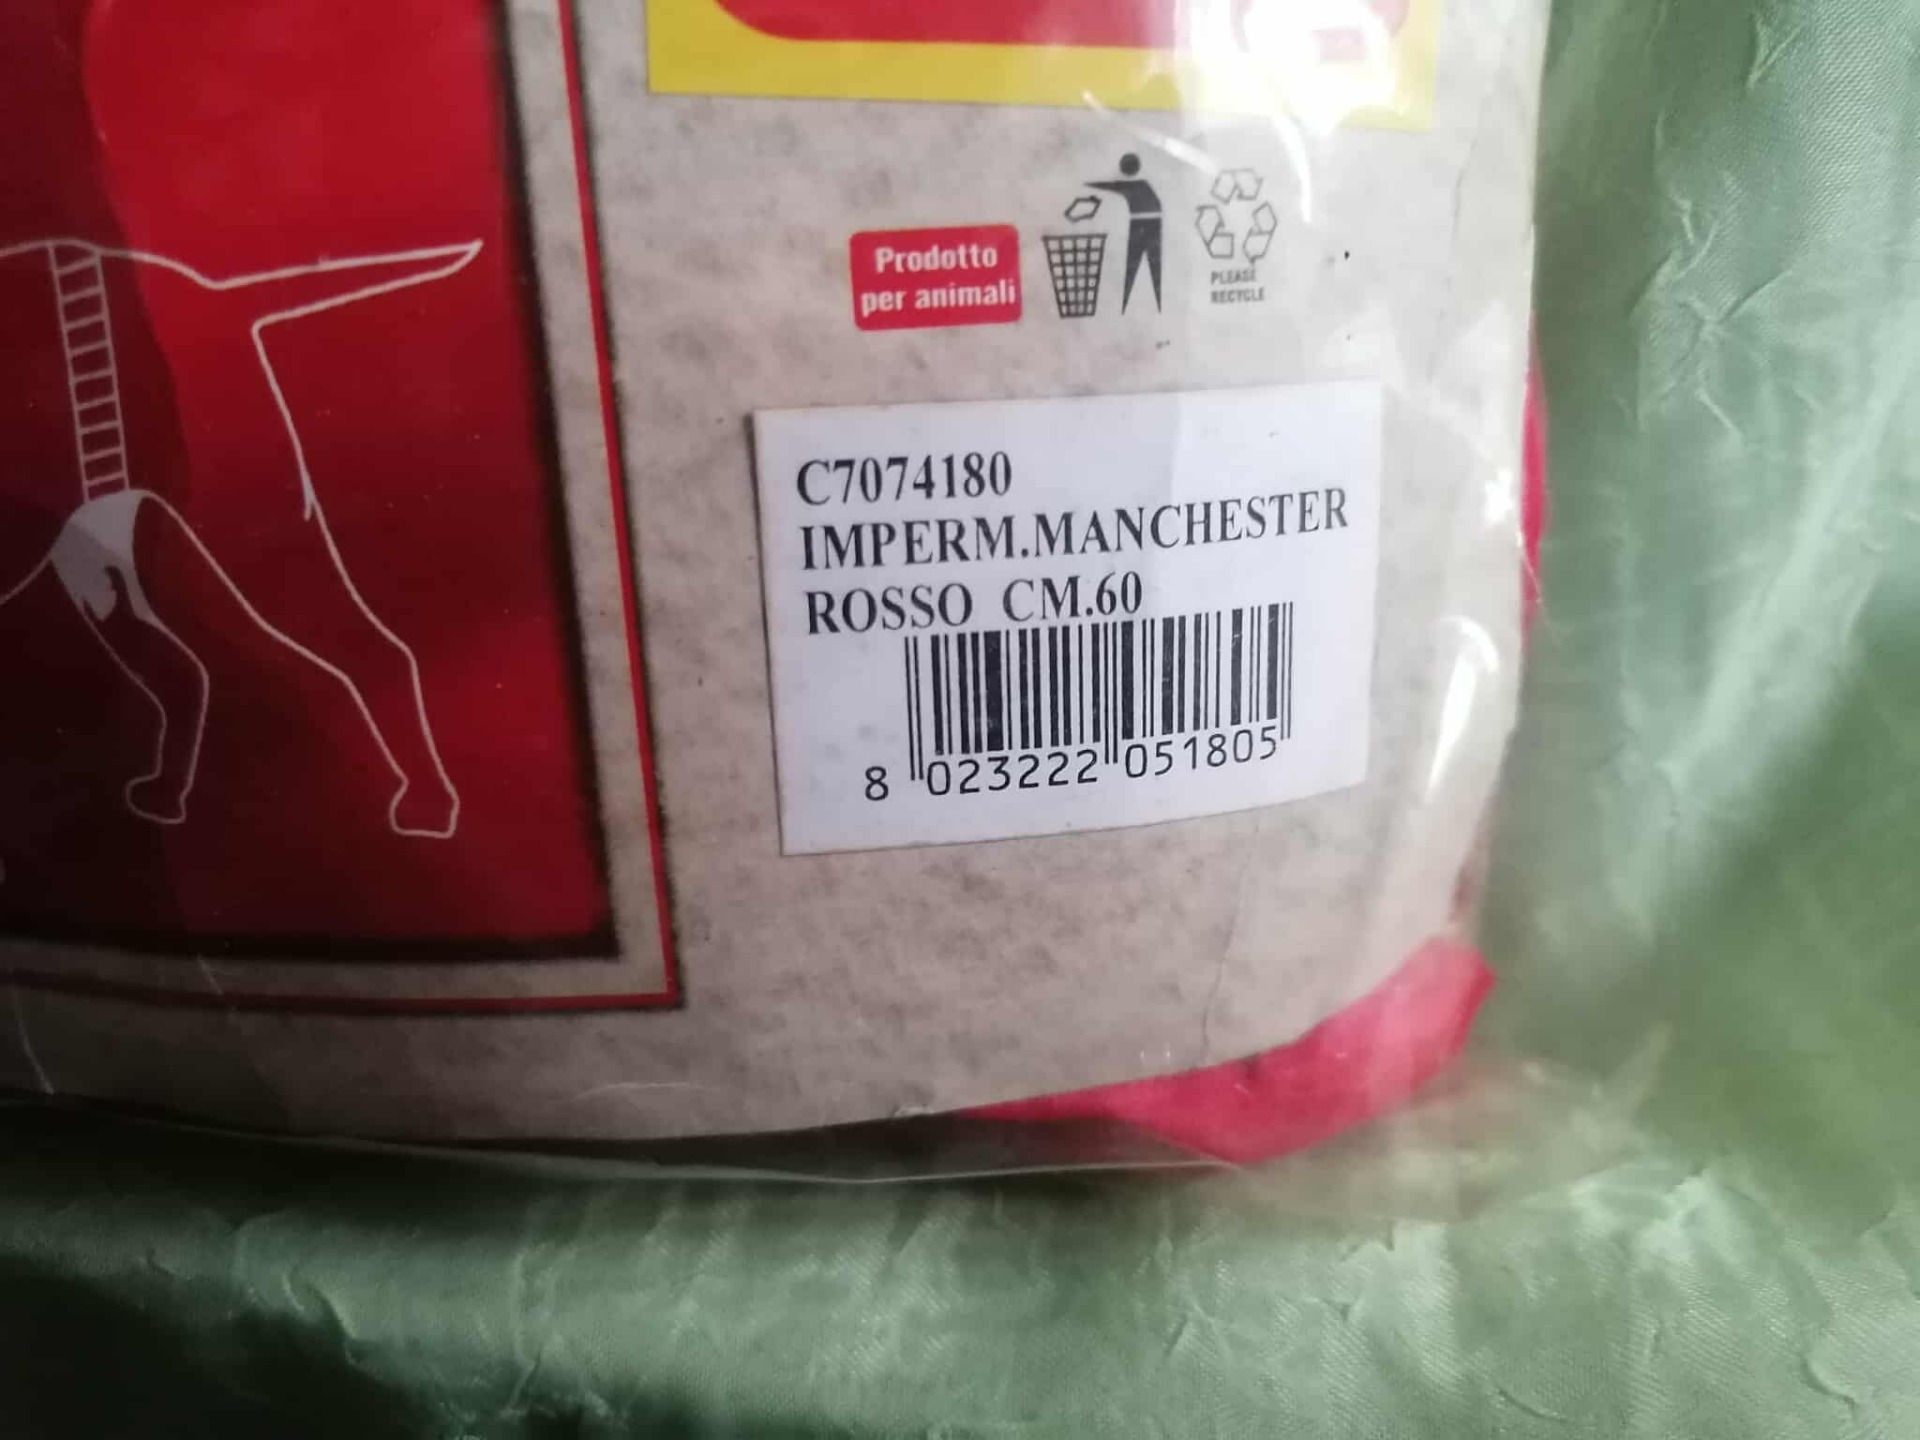 Prodotto
per animali
PLEASE
RECYCLE
C7074180
IMPERM.MANCHESTER
ROSSO CM.60
8 023222 051805